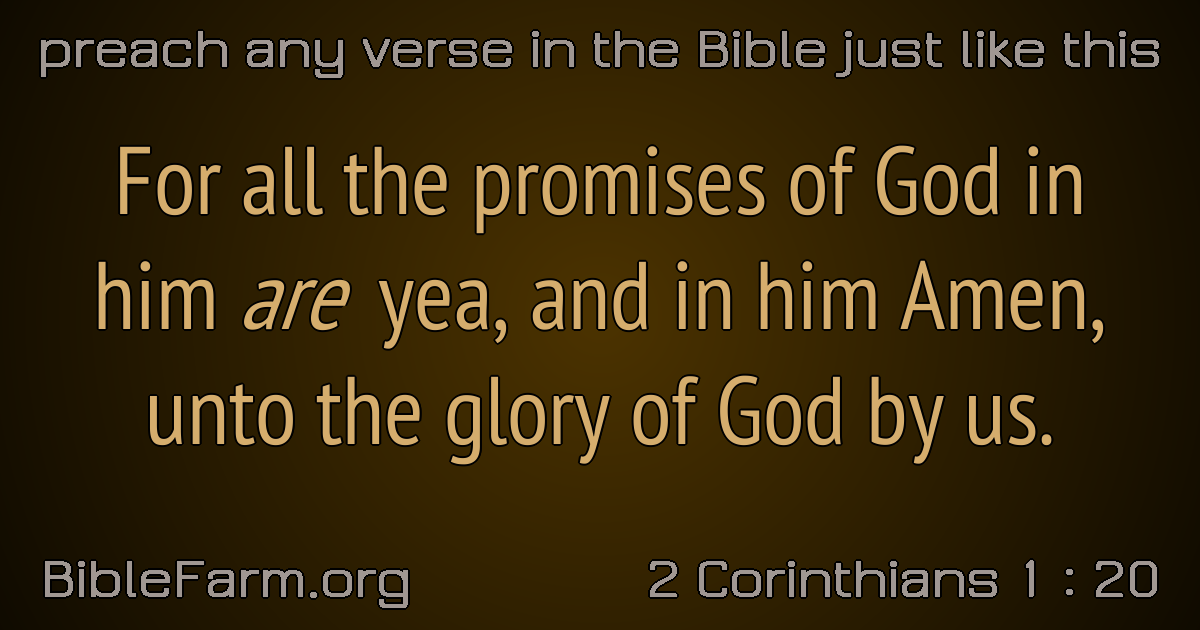 preach any verse in the Bible just like this
For all the promises of God in
him are yea, and in him Amen,
unto the glory of God by us.
BibleFarm.org
2 Corinthians 1 : 20